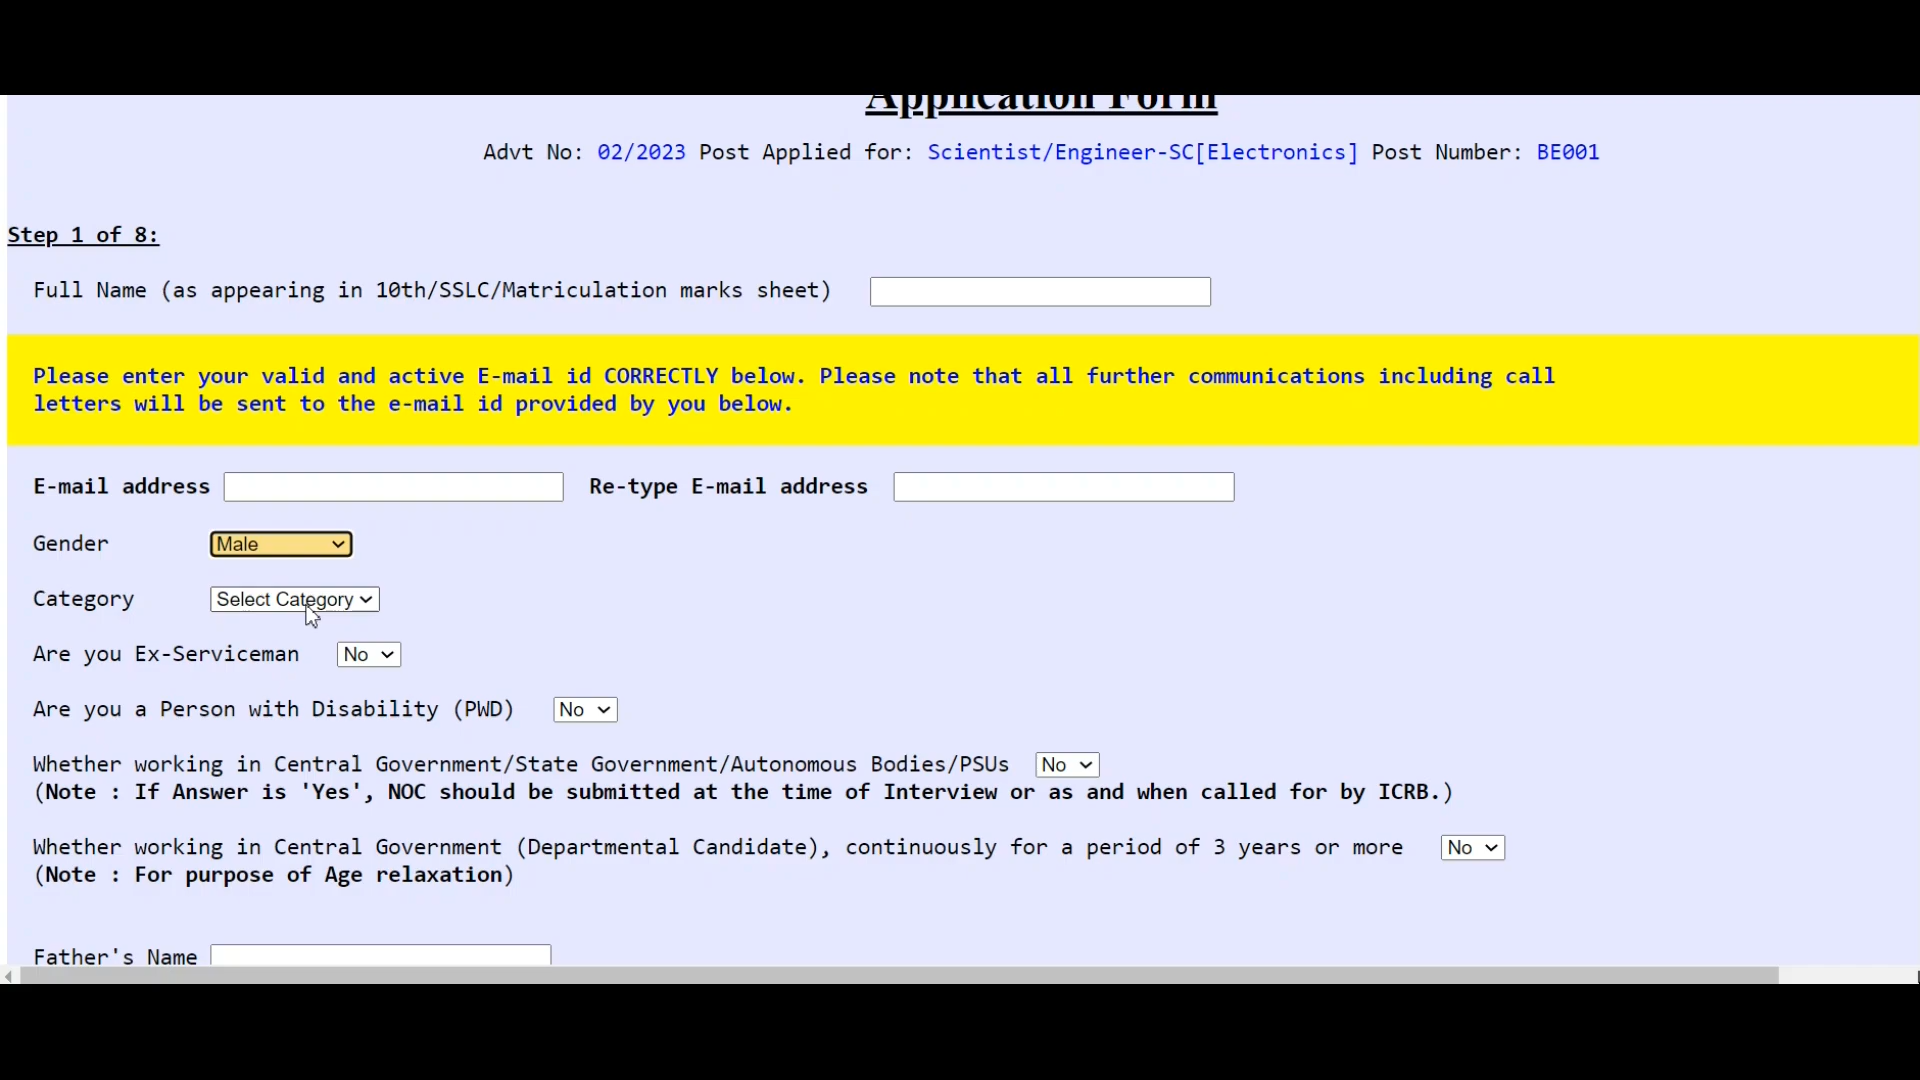 Application Form
Advt No: 02/2023 Post Applied for: Scientist/Engineer-SC[Electronics] Post Number: BE001
Step 1 of 8:
Full Name (as appearing in 10th/SSLC/Matriculation marks sheet)
Please enter your valid and active E-mail id CORRECTLY below. Please note that all further communications including call
letters will be sent to the e-mail id provided by you below.
E-mail address Re-type E-mail address
Gender Male
Category Select Category
Are you Ex-Serviceman No
Are you a Person with Disability (PWD) No
Whether working in Central Government/State Government/Autonomous Bodies/PSUs No
(Note : If Answer is 'Yes', NOC should be submitted at the time of Interview or as and when called for by ICRB.)
Whether working in Central Government (Departmental Candidate), continuously for a period of 3 years or more No
(Note : For purpose of Age relaxation)
Father's Name